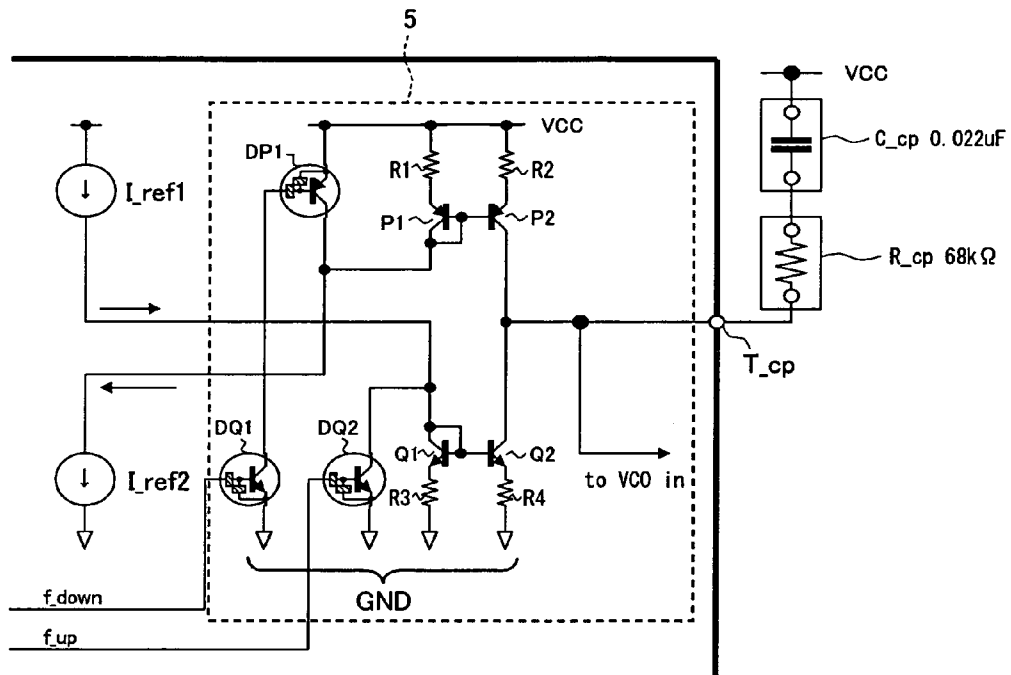 5
VCC
VCC
DP1
R1
R2
C_cp 0.022uF
I_ref1
P1
P2
R_cp 68kΩ
T_cp
DQ1
DQ2
Q1
Q2
I_ref2
R3
R4
to VCO in
f_down
GND
f_up